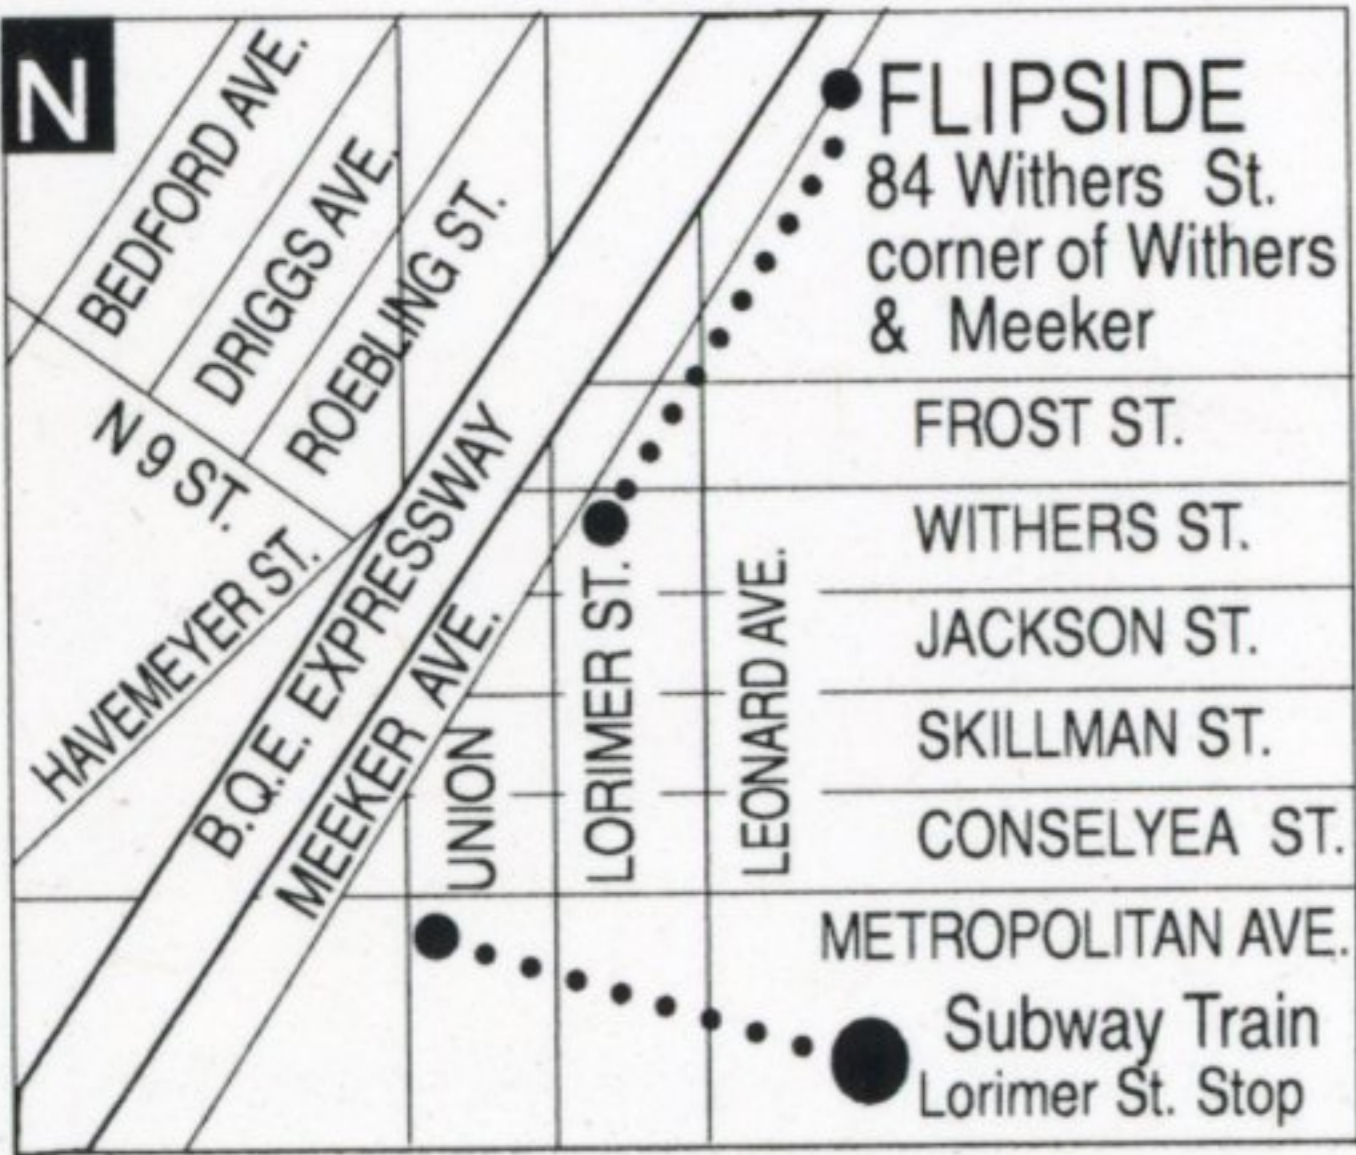 N
BEDFORD AVE.
DRIGGS AVE.
ROEBLING ST.
N 9 ST.
HAVEMEYER ST.
B.Q.E. EXPRESSWAY
MEEKER AVE.
UNION
LORIMER ST.
LEONARD AVE.
FLIPSIDE
84 Withers St.
corner of Withers
& Meeker
FROST ST.
WITHERS ST.
JACKSON ST.
SKILLMAN ST.
CONSELYEA ST.
METROPOLITAN AVE.
Subway Train
Lorimer St. Stop